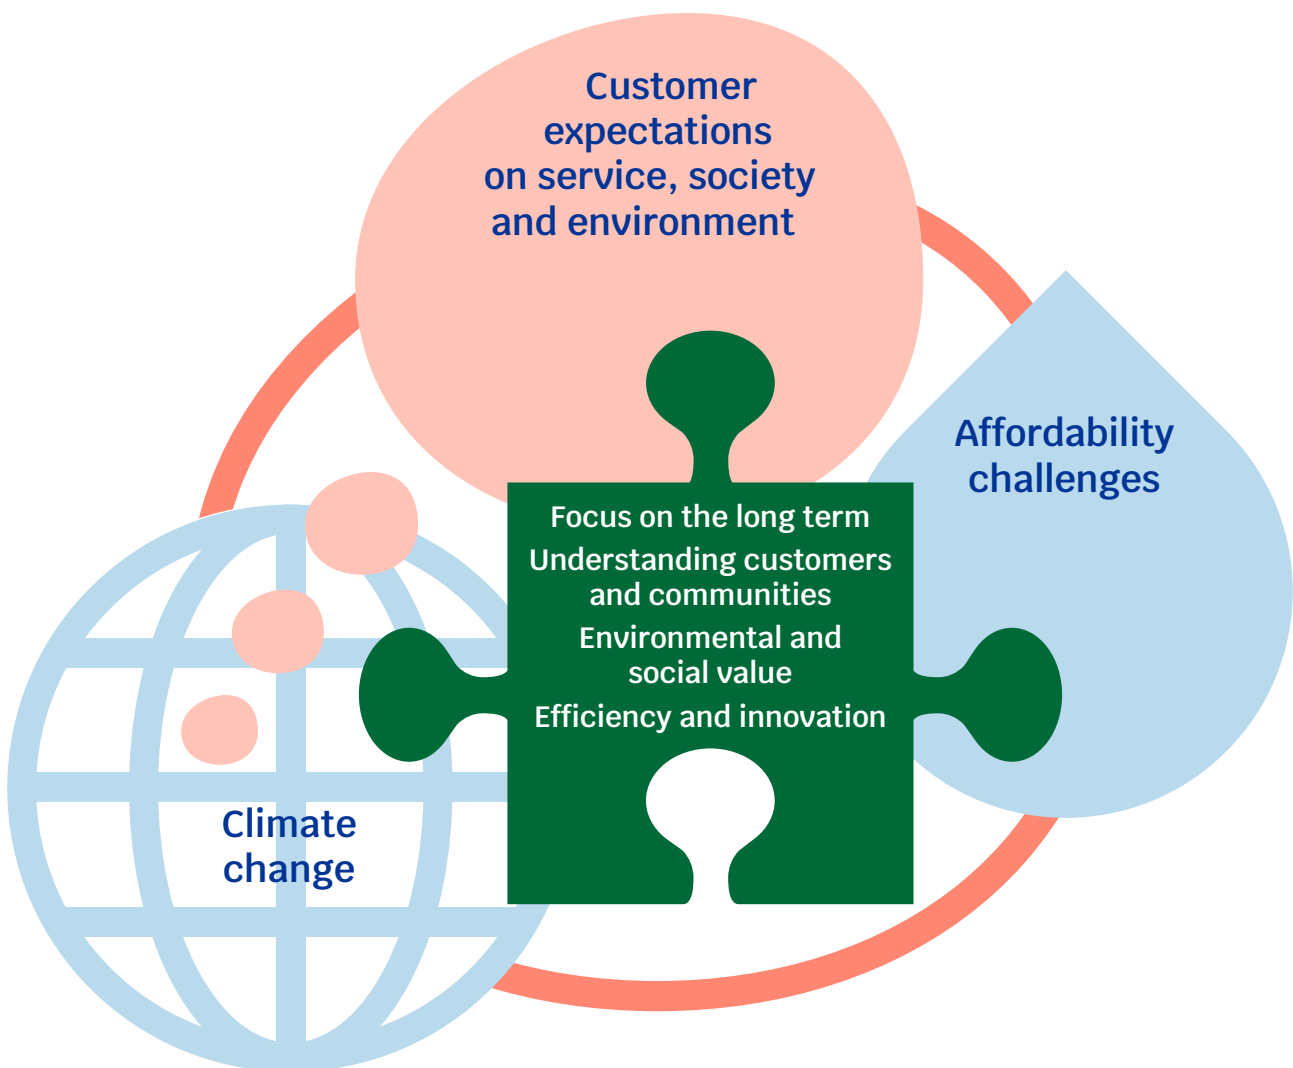 Customer
expectations
on service, society
and environment
Affordability
challenges
Focus on the long term
Understanding customers
and communities
Environmental and
social value
Efficiency and innovation
Climate
change